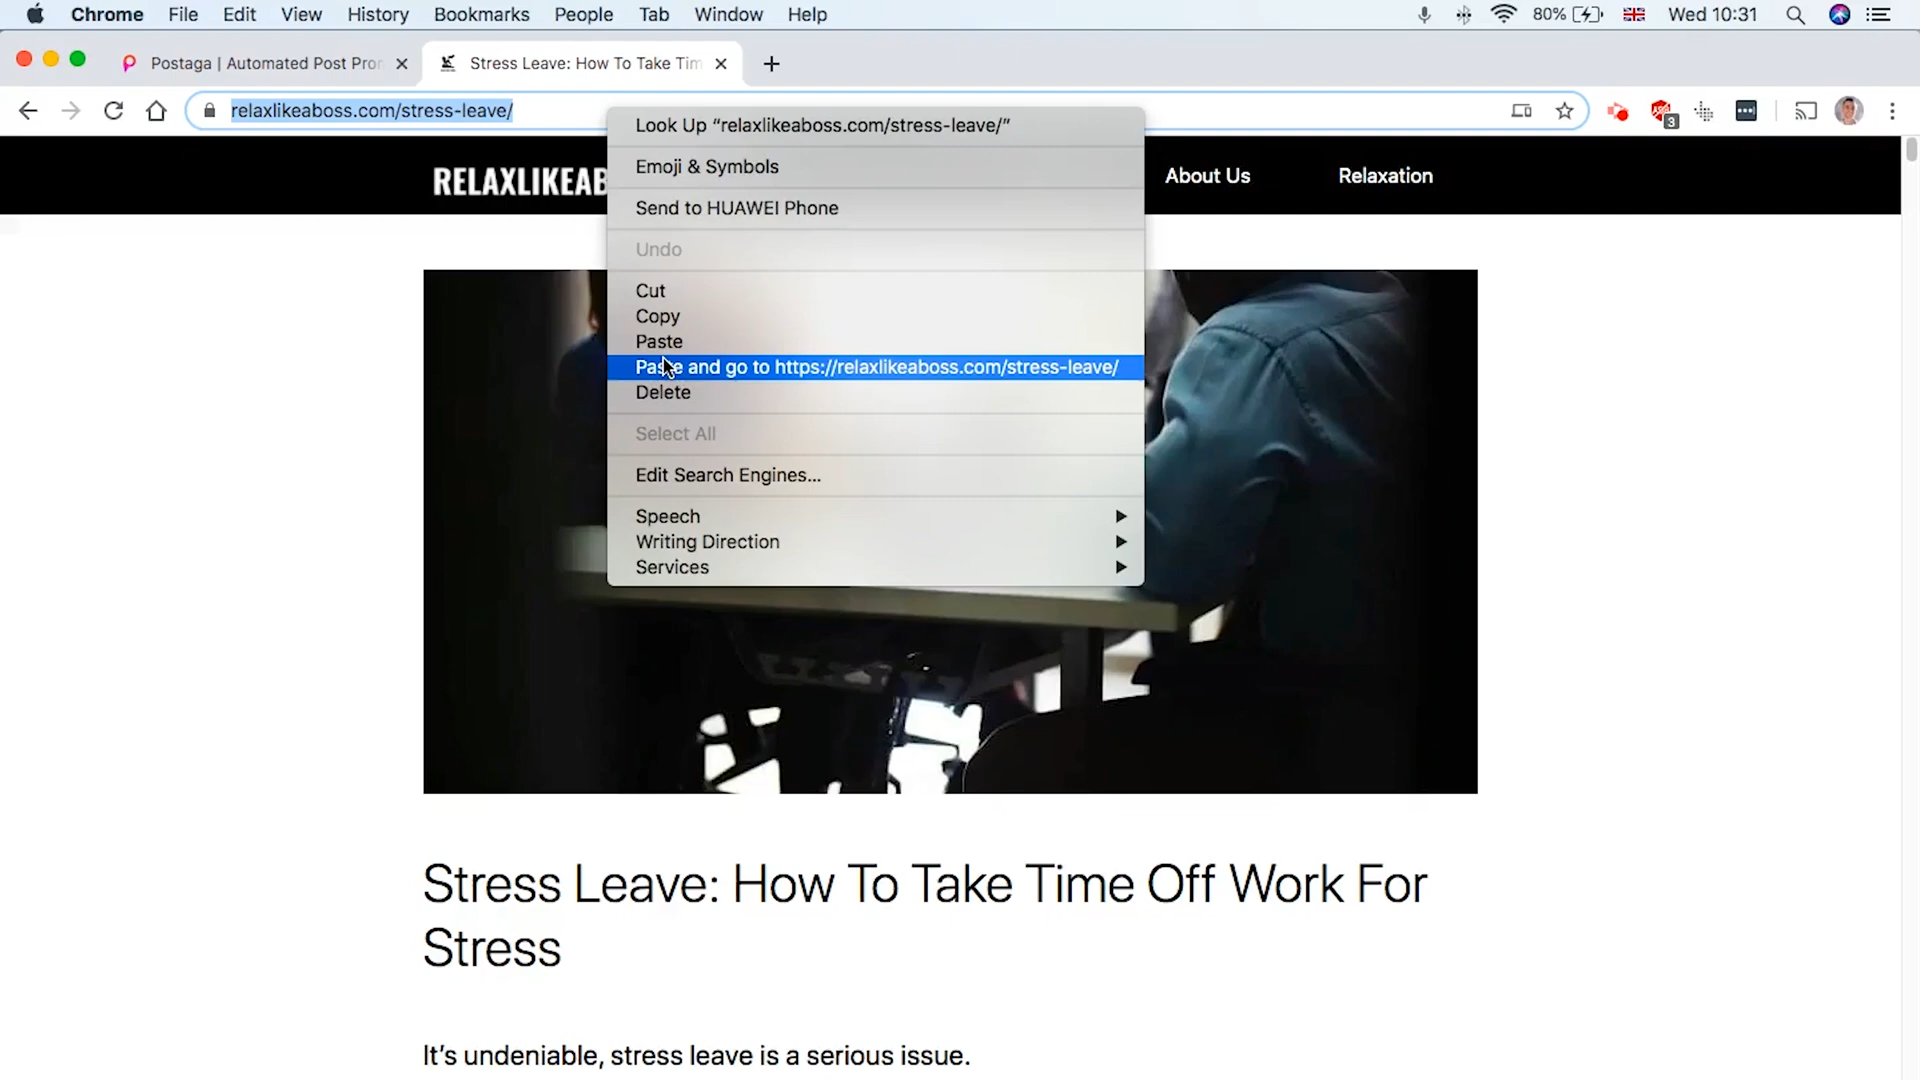 Chrome File Edit View History Bookmarks People Tab Window Help 80% Wed 10:31
Postaga | Automated Post Pro
Stress Leave: How To Take Tim
relaxlikeaboss.com/stress-leave/
3
RELAXLIKEAB
About Us
Relaxation
Look Up “relaxlikeaboss.com/stress-leave/”
Emoji & Symbols
Send to HUAWEI Phone
Undo
Cut
Copy
Paste
Paste and go to https://relaxlikeaboss.com/stress-leave/
Delete
Select All
Edit Search Engines...
Speech
Writing Direction
Services
Stress Leave: How To Take Time Off Work For
Stress
It’s undeniable, stress leave is a serious issue.